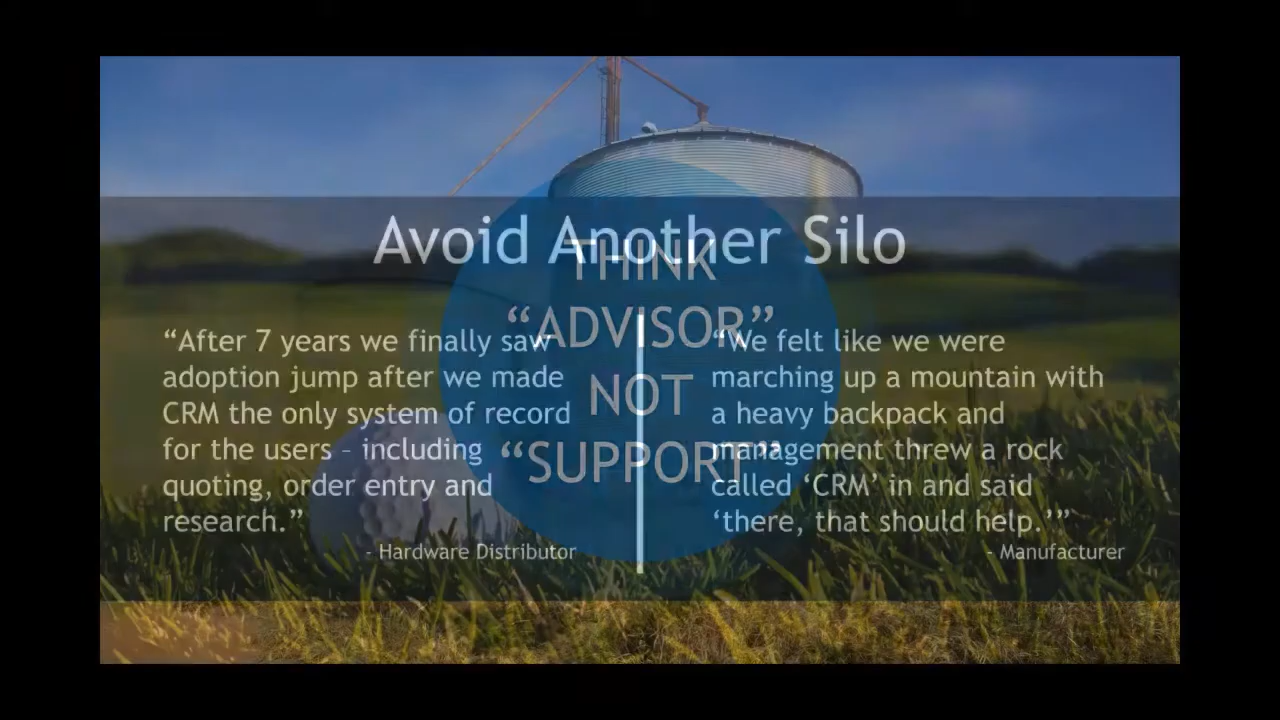 Avoid Another Silo
THINK
“ADVISOR”
NOT
“SUPPORT”
“After 7 years we finally saw
adoption jump after we made
CRM the only system of record
for the users – including
quoting, order entry and
research.”
- Hardware Distributor
“We felt like we were
marching up a mountain with
a heavy backpack and
management threw a rock
called ‘CRM’ in and said
‘there, that should help.’”
- Manufacturer